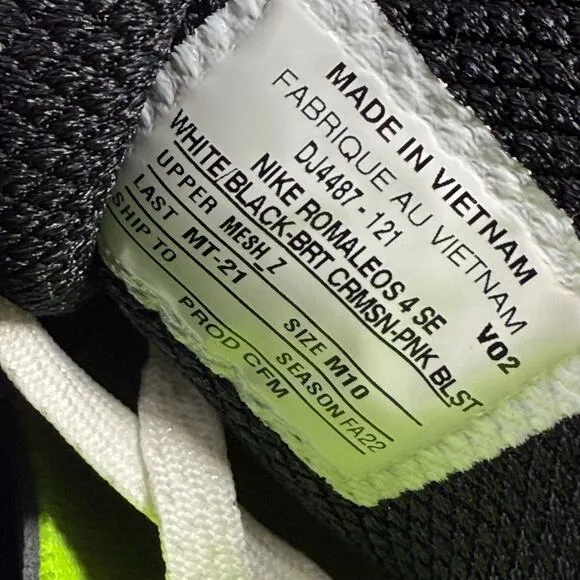 MADE IN VIETNAM
FABRIQUE AU VIETNAM
DJ4487 - 121 V02
NIKE ROMALEOS 4 SE
WHITE/BLACK-BRT CRMSN-PNK BLST
UPPER MESH_Z
LAST MT-21 SIZE M10
SHIP TO SEASON FA22
PROD CFM